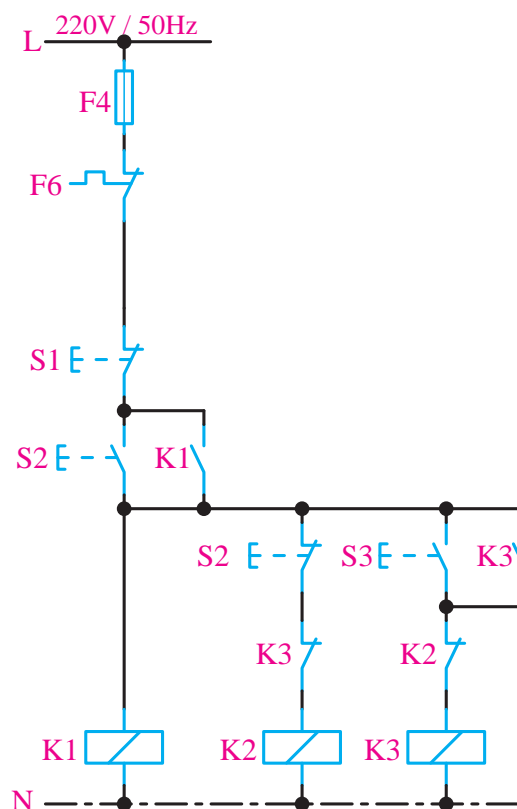 220V / 50Hz
L
F4
F6
S1
S2 K1
S2 S3 K3
K3 K2
K1 K2 K3
N